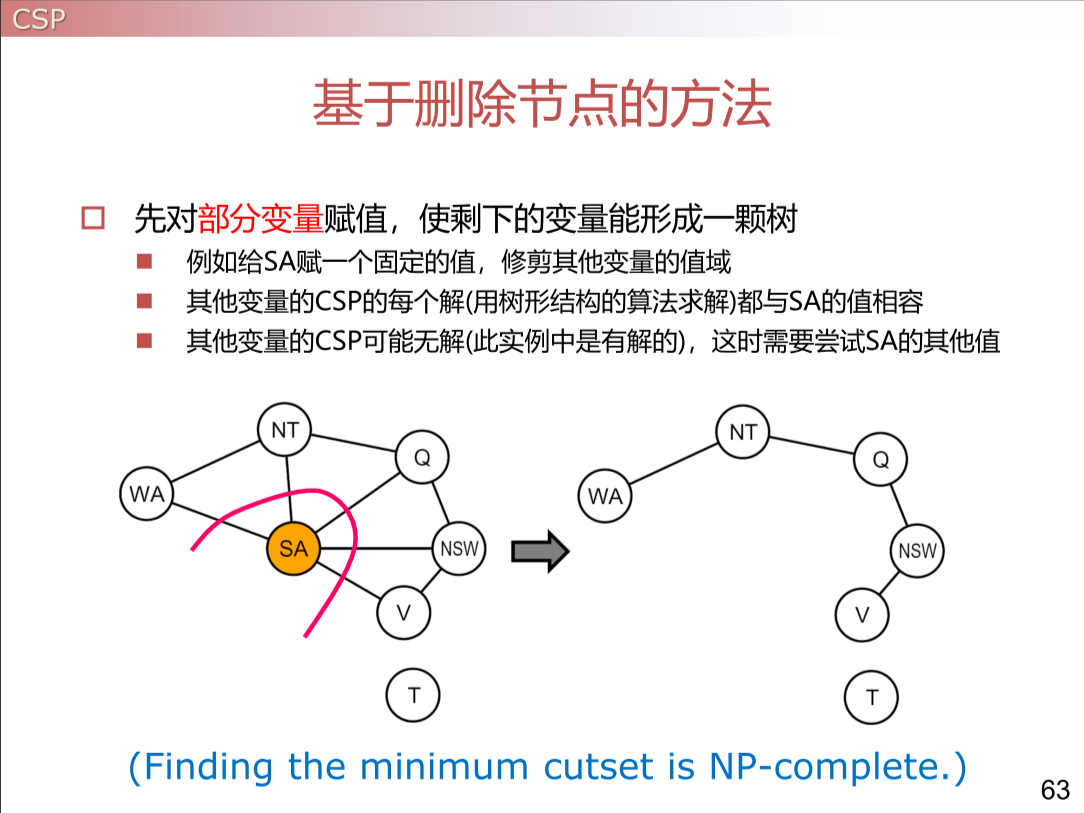 CSP
基于删除节点的方法
先对部分变量赋值，使剩下的变量能形成一颗树
例如给SA赋一个固定的值，修剪其他变量的值域
其他变量的CSP的每个解(用树形结构的算法求解)都与SA的值相容
其他变量的CSP可能无解(此实例中是有解的)，这时需要尝试SA的其他值
NT
Q
WA
SA
NSW
V
T
NT
Q
WA
NSW
V
T
(Finding the minimum cutset is NP-complete.)
63